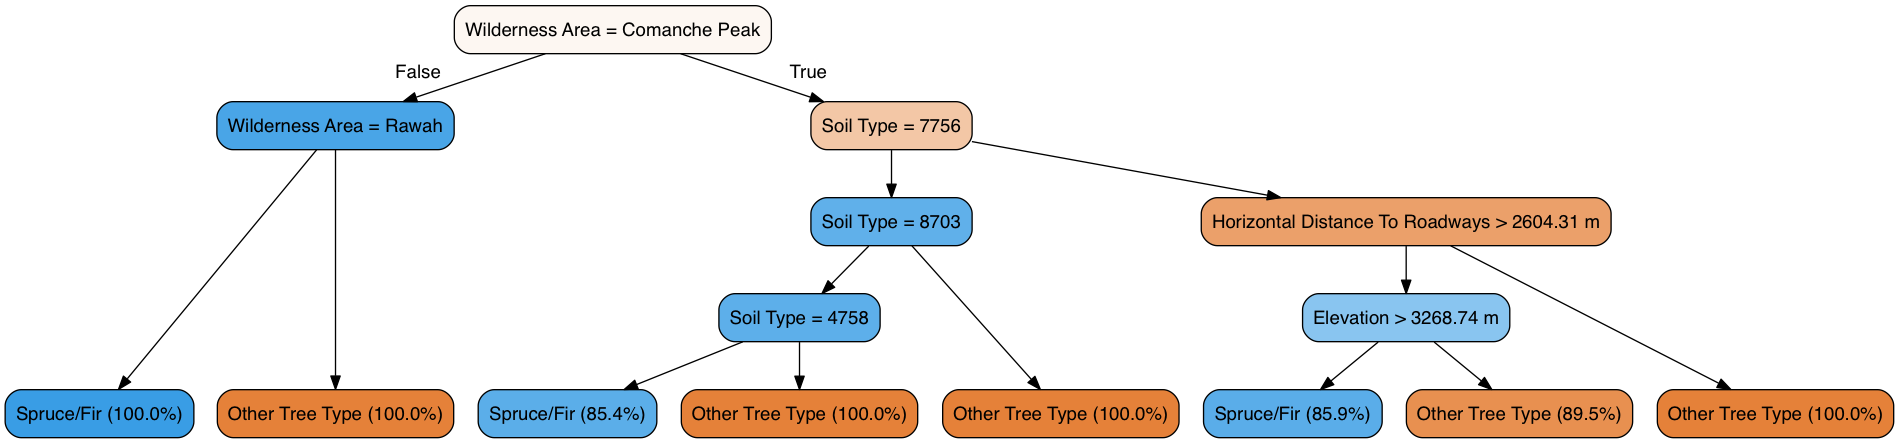 Wilderness Area = Comanche Peak
False
True
Wilderness Area = Rawah
Soil Type = 7756
Soil Type = 8703
Horizontal Distance To Roadways > 2604.31 m
Soil Type = 4758
Elevation > 3268.74 m
Spruce/Fir (100.0%)
Other Tree Type (100.0%)
Spruce/Fir (85.4%)
Other Tree Type (100.0%)
Other Tree Type (100.0%)
Spruce/Fir (85.9%)
Other Tree Type (89.5%)
Other Tree Type (100.0%)